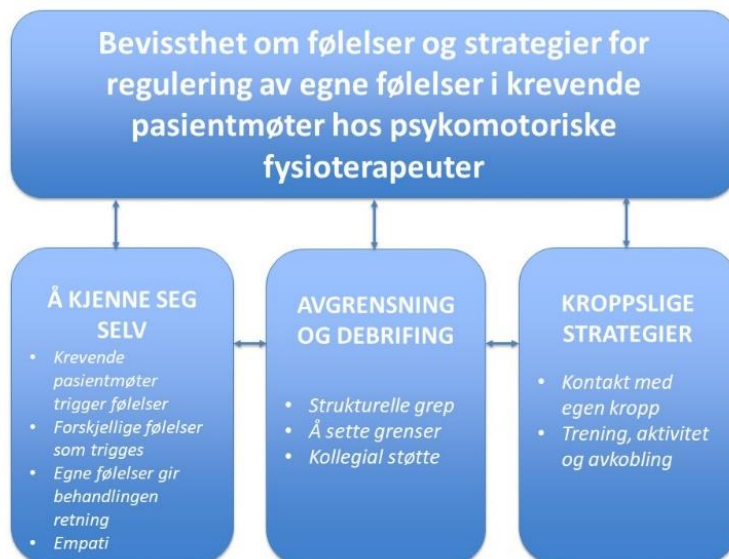 Bevissthet om følelser og strategier for
regulering av egne følelser i krevende
pasientmøter hos psykomotoriske
fysioterapeuter
Å KJENNE SEG
SELV
• Krevende
pasientmøter
trigger følelser
• Forskjellige følelser
som trigges
• Egne følelser gir
behandlingen
retning
• Empati
AVGRENSNING
OG DEBRIFING
• Strukturelle grep
• Å sette grenser
• Kollegial støtte
KROPPSLIGE
STRATEGIER
• Kontakt med
egen kropp
• Trening, aktivitet
og avkobling